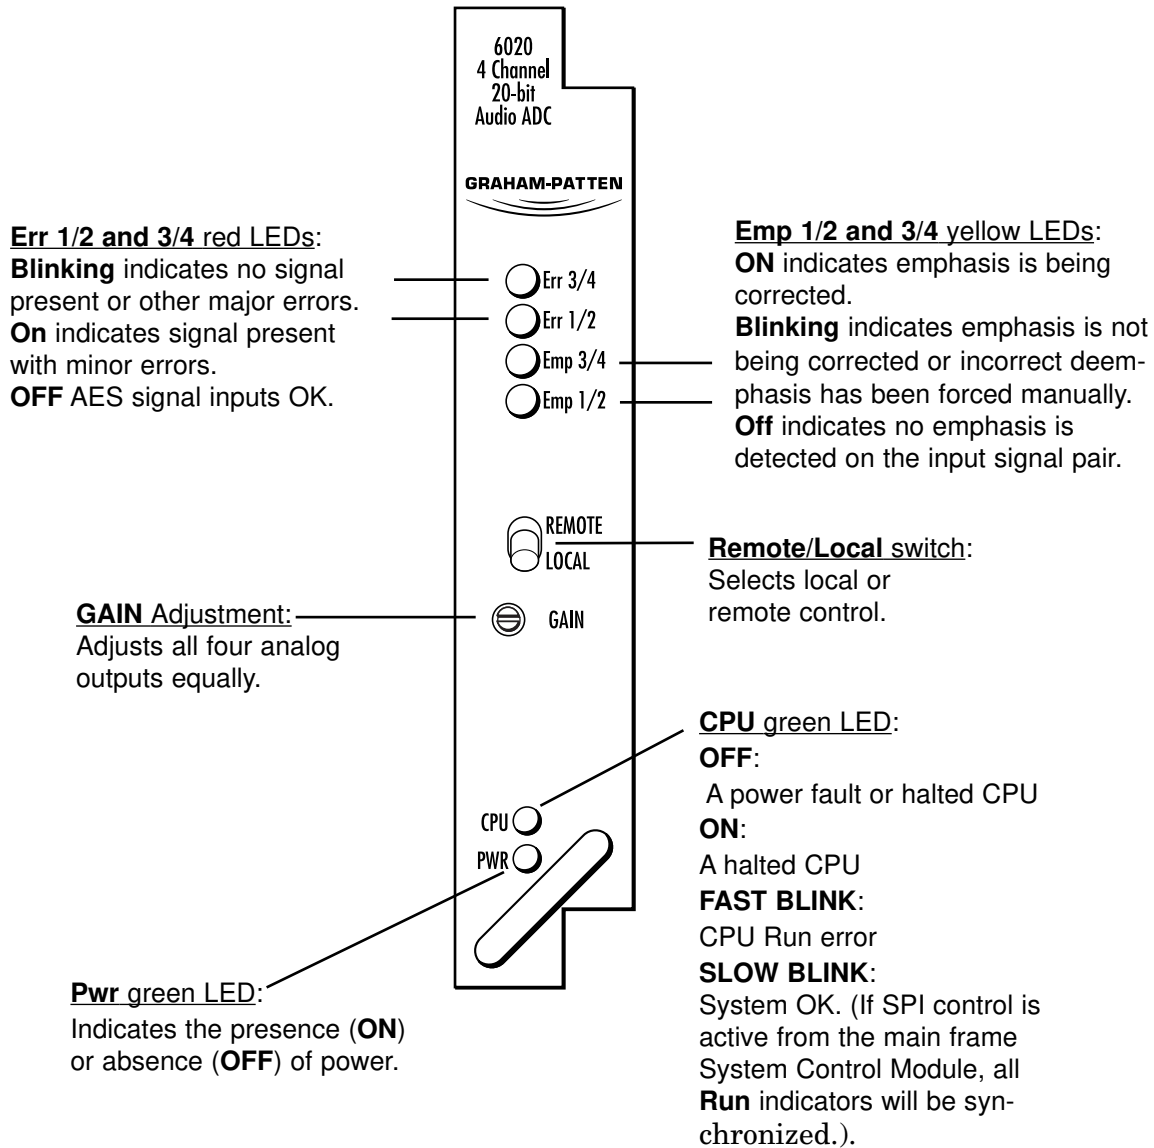 6020
4 Channel
20-bit
Audio ADC
GRAHAM-PATTEN
Err 1/2 and 3/4 red LEDs:
Blinking indicates no signal
present or other major errors.
On indicates signal present
with minor errors.
OFF AES signal inputs OK.
Err 3/4
Err 1/2
Emp 3/4
Emp 1/2
Emp 1/2 and 3/4 yellow LEDs:
ON indicates emphasis is being
corrected.
Blinking indicates emphasis is not
being corrected or incorrect deem-
phasis has been forced manually.
Off indicates no emphasis is
detected on the input signal pair.
REMOTE
LOCAL
Remote/Local switch:
Selects local or
remote control.
GAIN Adjustment:
Adjusts all four analog
outputs equally.
GAIN
CPU green LED:
OFF:
A power fault or halted CPU
ON:
A halted CPU
FAST BLINK:
CPU Run error
SLOW BLINK:
System OK. (If SPI control is
active from the main frame
System Control Module, all
Run indicators will be syn-
chronized.).
CPU
PWR
Pwr green LED:
Indicates the presence (ON)
or absence (OFF) of power.